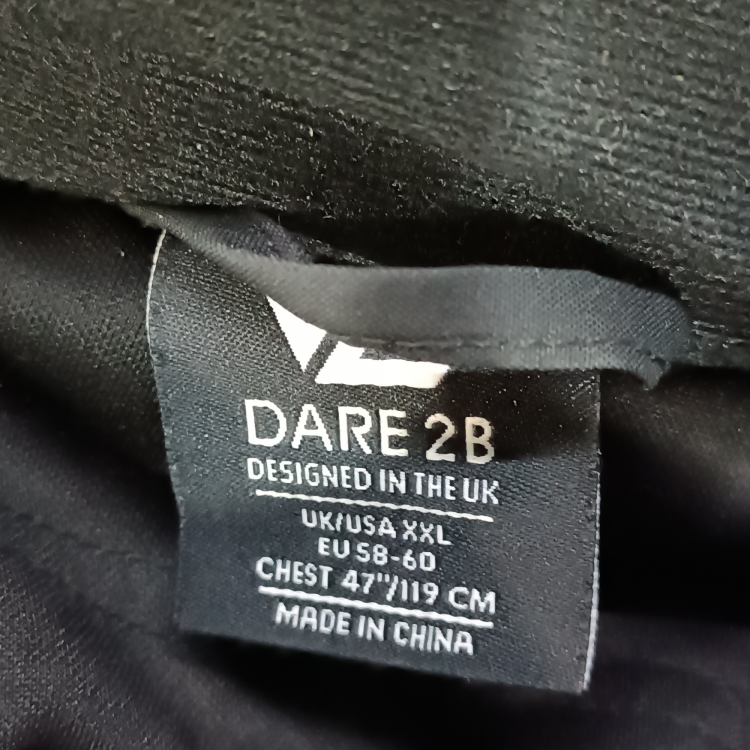 DARE 2B
DESIGNED IN THE UK
UK/USA XXL
EU 58-60
CHEST 47"/119 CM
MADE IN CHINA